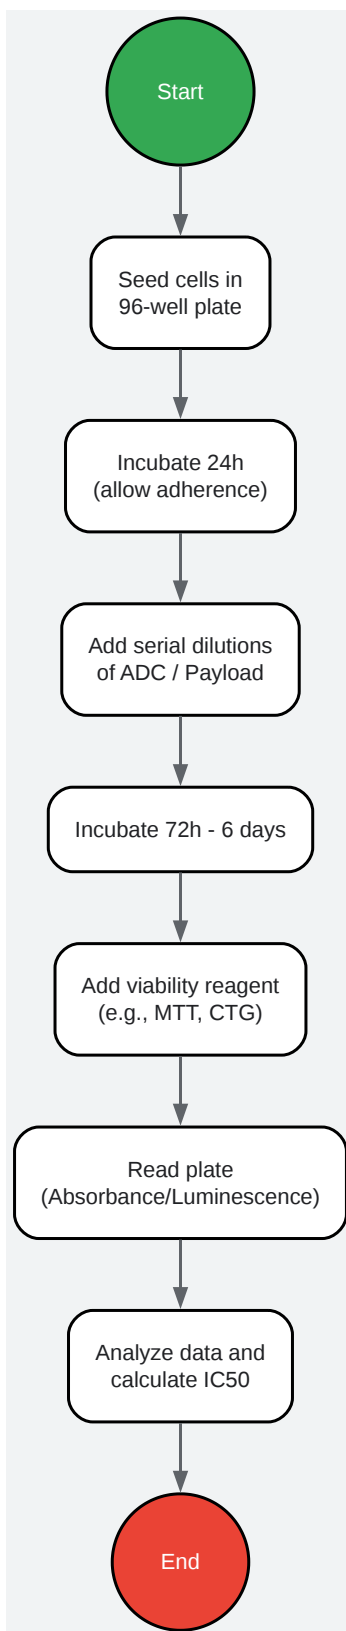 Start
Seed cells in
96-well plate
Incubate 24h
(allow adherence)
Add serial dilutions
of ADC / Payload
Incubate 72h - 6 days
Add viability reagent
(e.g., MTT, CTG)
Read plate
(Absorbance/Luminescence)
Analyze data and
calculate IC50
End